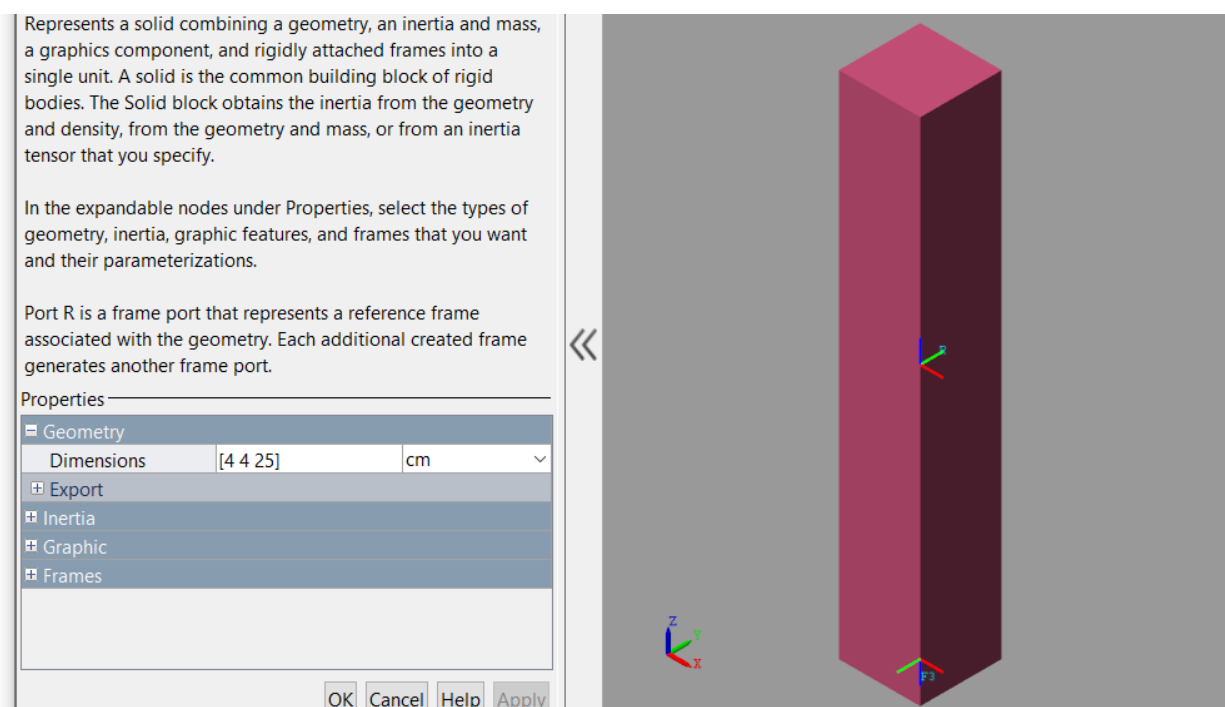 Represents a solid combining a geometry, an inertia and mass,
a graphics component, and rigidly attached frames into a
single unit. A solid is the common building block of rigid
bodies. The Solid block obtains the inertia from the geometry
and density, from the geometry and mass, or from an inertia
tensor that you specify.
In the expandable nodes under Properties, select the types of
geometry, inertia, graphic features, and frames that you want
and their parameterizations.
Port R is a frame port that represents a reference frame
associated with the geometry. Each additional created frame
generates another frame port.
Properties
Geometry
Dimensions [4 4 25] cm
Export
Inertia
Graphic
Frames
OK Cancel Help Apply
R
Z
Y
X
F3